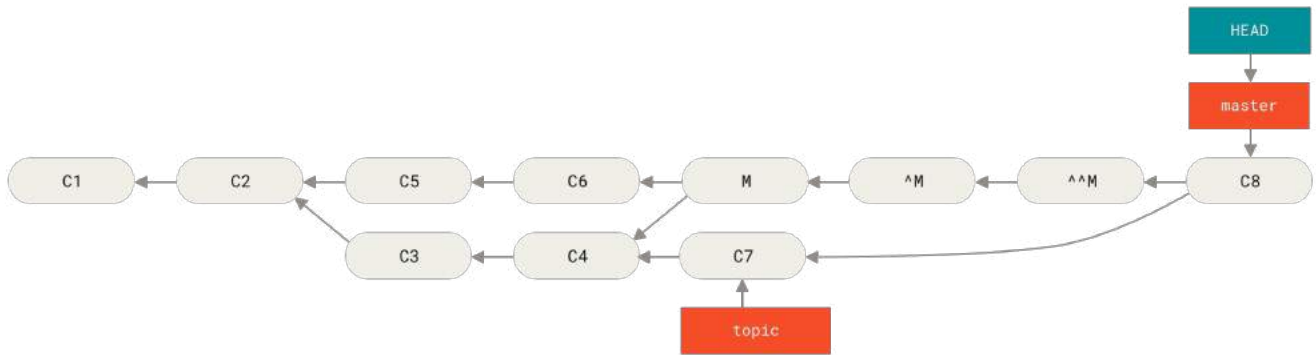 HEAD
master
C1 C2 C5 C6 M ^M ^^M C8
C3 C4 C7
topic